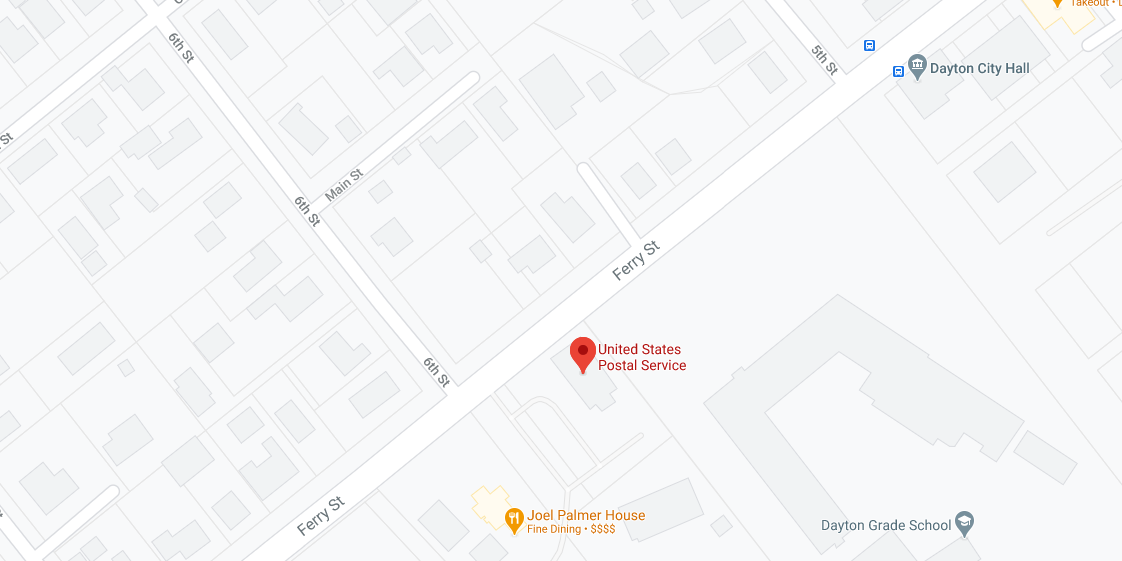 Takeout •
6th St
5th St
Dayton City Hall
St
Main St
6th St
Ferry St
United States
Postal Service
6th St
Ferry St
Joel Palmer House
Fine Dining • $$$$
Dayton Grade School